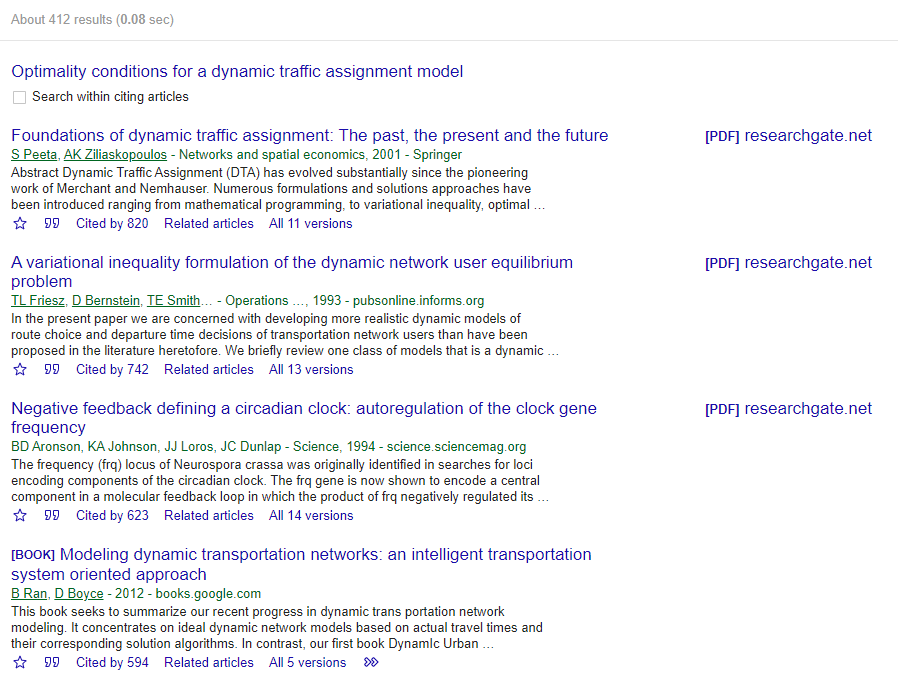 About 412 results (0.08 sec)
Optimality conditions for a dynamic traffic assignment model
Search within citing articles
Foundations of dynamic traffic assignment: The past, the present and the future
[PDF] researchgate.net
S Peeta, AK Ziliaskopoulos - Networks and spatial economics, 2001 - Springer
Abstract Dynamic Traffic Assignment (DTA) has evolved substantially since the pioneering
work of Merchant and Nemhauser. Numerous formulations and solutions approaches have
been introduced ranging from mathematical programming, to variational inequality, optimal …
Cited by 820 Related articles All 11 versions
A variational inequality formulation of the dynamic network user equilibrium
problem
[PDF] researchgate.net
TL Friesz, D Bernstein, TE Smith… - Operations …, 1993 - pubsonline.informs.org
In the present paper we are concerned with developing more realistic dynamic models of
route choice and departure time decisions of transportation network users than have been
proposed in the literature heretofore. We briefly review one class of models that is a dynamic …
Cited by 742 Related articles All 13 versions
Negative feedback defining a circadian clock: autoregulation of the clock gene
frequency
[PDF] researchgate.net
BD Aronson, KA Johnson, JJ Loros, JC Dunlap - Science, 1994 - science.sciencemag.org
The frequency (frq) locus of Neurospora crassa was originally identified in searches for loci
encoding components of the circadian clock. The frq gene is now shown to encode a central
component in a molecular feedback loop in which the product of frq negatively regulated its …
Cited by 623 Related articles All 14 versions
[BOOK] Modeling dynamic transportation networks: an intelligent transportation
system oriented approach
B Ran, D Boyce - 2012 - books.google.com
This book seeks to summarize our recent progress in dynamic trans portation network
modeling. It concentrates on ideal dynamic network models based on actual travel times and
their corresponding solution algorithms. In contrast, our first book DynamIc Urban …
Cited by 594 Related articles All 5 versions